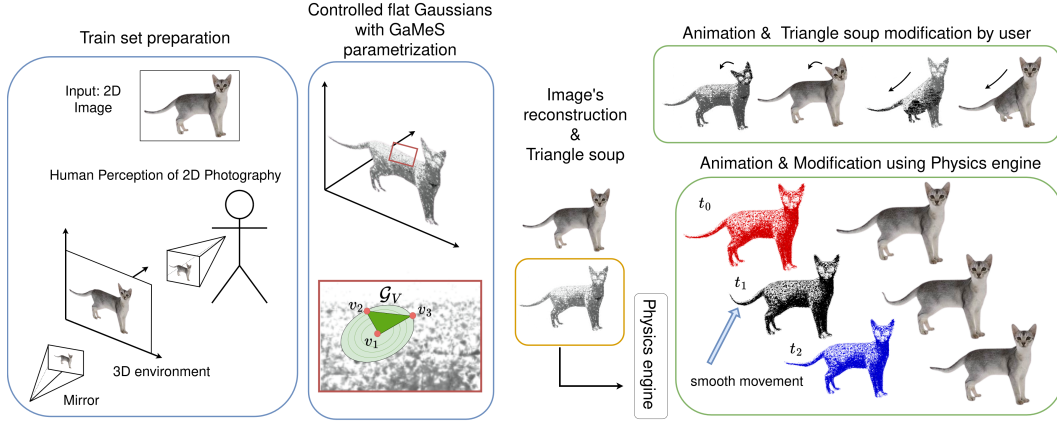 Train set preparation
Input: 2D
Image
Human Perception of 2D Photography
3D environment
Mirror
Controlled flat Gaussians
with GaMeS
parametrization
𝒢_V
v₂
v₃
v₁
Image's
reconstruction
&
Triangle soup
Physics engine
Animation & Triangle soup modification by user
Animation & Modification using Physics engine
t₀
t₁
t₂
smooth movement